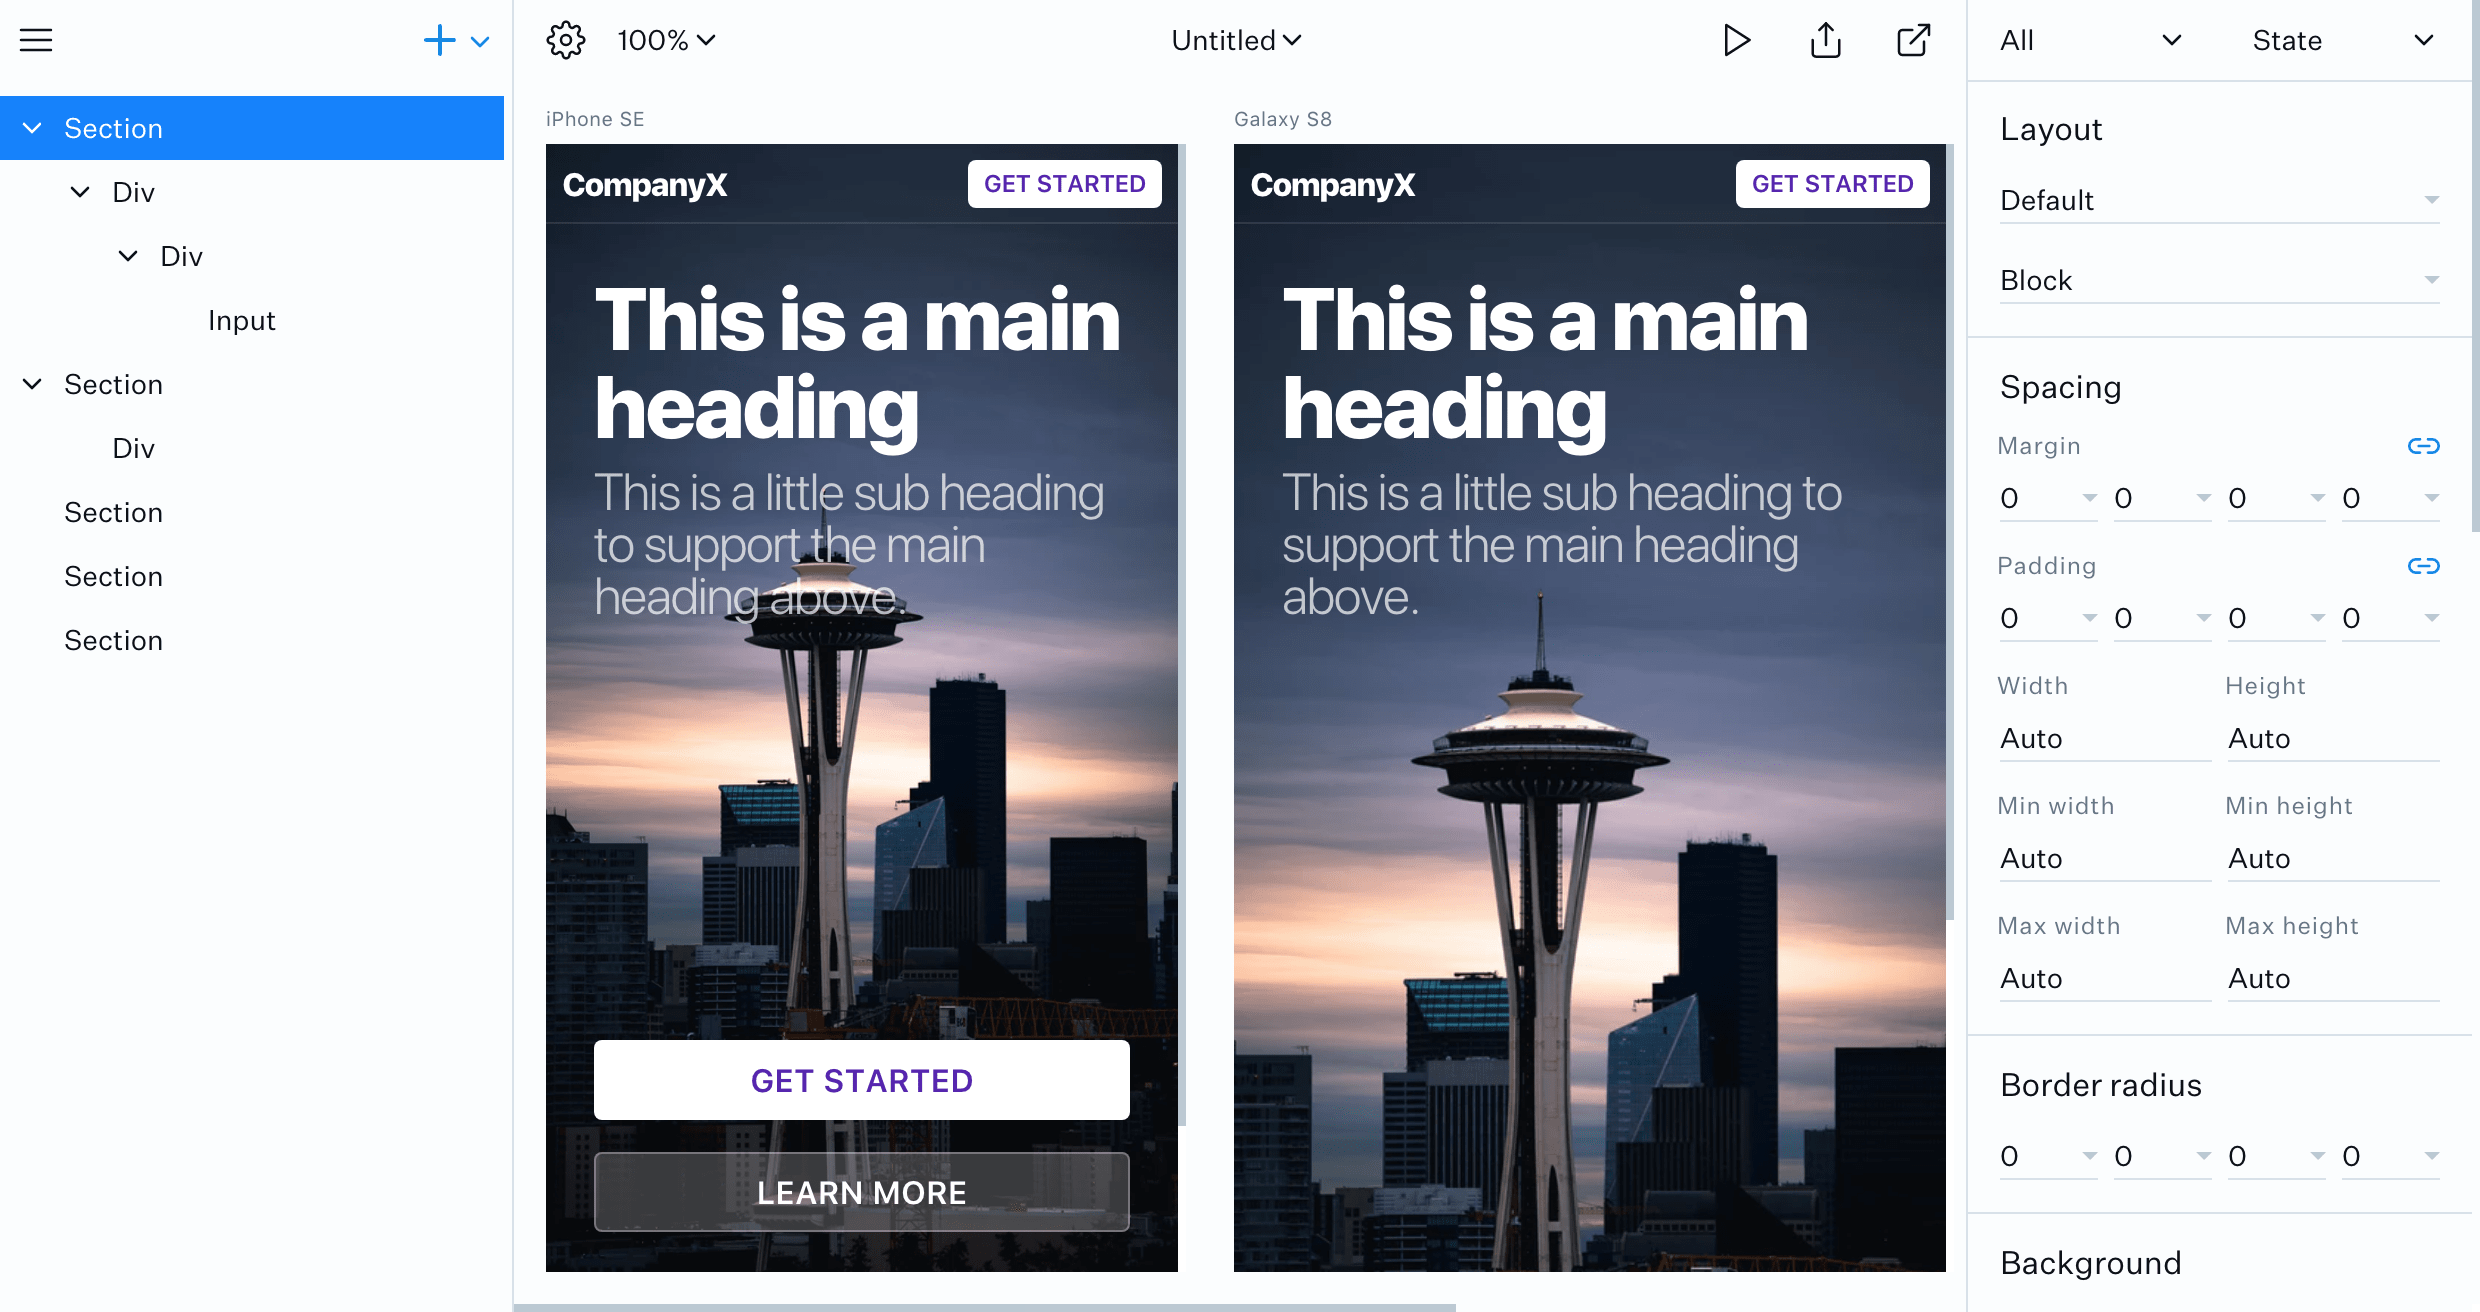 100%
Untitled
All
State
Section
Div
Div
Input
Section
Div
Section
Section
Section
iPhone SE
CompanyX
GET STARTED
This is a main
heading
This is a little sub heading
to support the main
heading above.
GET STARTED
LEARN MORE
Galaxy S8
CompanyX
GET STARTED
This is a main
heading
This is a little sub heading to
support the main heading
above.
Layout
Default
Block
Spacing
Margin
0 0 0 0
Padding
0 0 0 0
Width Height
Auto Auto
Min width Min height
Auto Auto
Max width Max height
Auto Auto
Border radius
0 0 0 0
Background